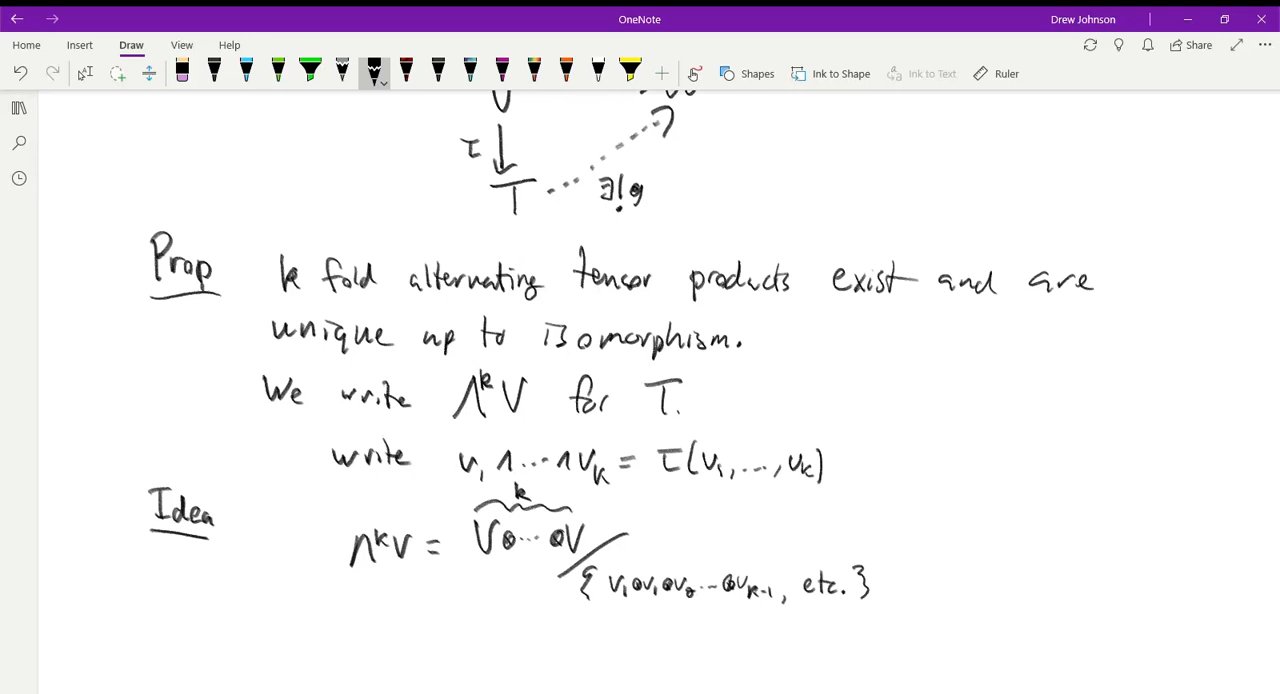 OneNote
Drew Johnson
Home Insert Draw View Help
Share
Shapes
Ink to Shape
Ink to Text
Ruler
V
τ
T
∃!g
Prop k fold alternating tensor products exist and are
unique up to isomorphism.
We write Λ^k V for T.
write v₁ ∧ ... ∧ v_k = τ(v₁, ..., v_k)
Idea
k
Λ^k V = V⊗...⊗V / { v₁⊗v₁⊗v₂...⊗v_{k-1}, etc. }